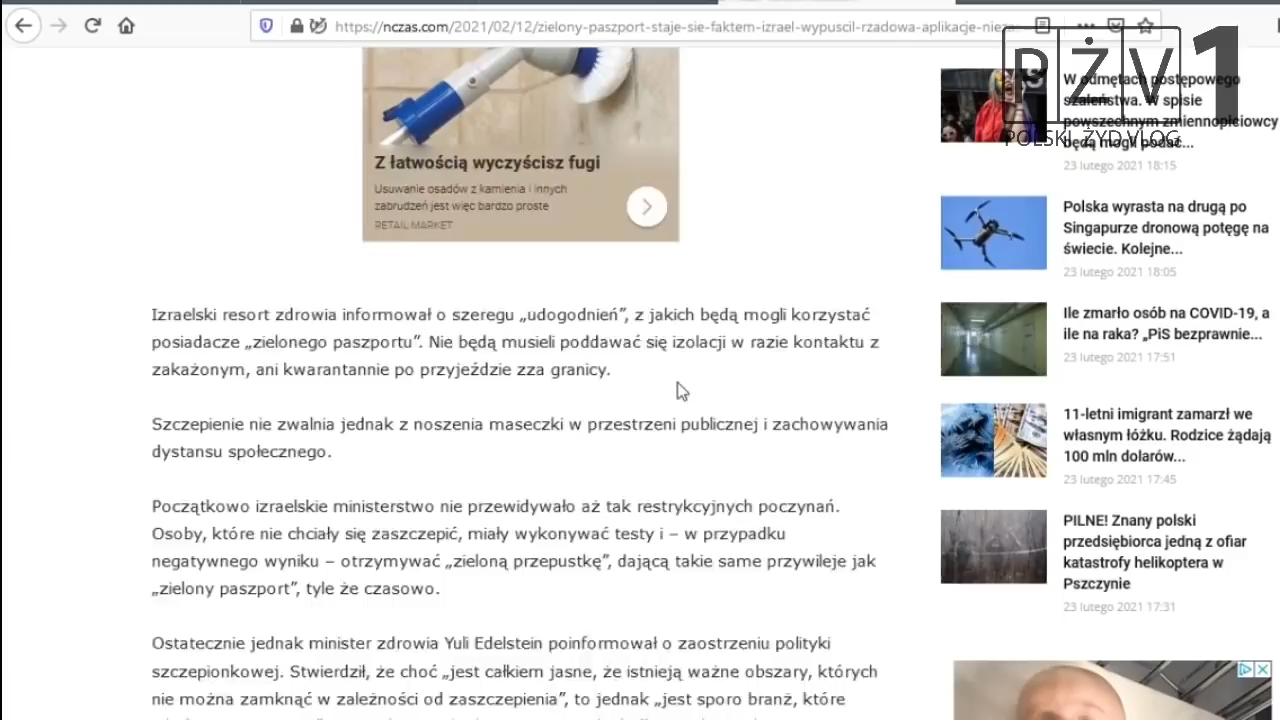 https://nczas.com/2021/02/12/zielony-paszport-staje-sie-faktem-izrael-wypuscil-rzadowa-aplikacje-nieza
PŻV1
POLSKI ŻYD VLOG
Z łatwością wyczyścisz fugi
Usuwanie osadów z kamienia i innych
zabrudzeń jest więc bardzo proste
RETAIL MARKET
Izraelski resort zdrowia informował o szeregu „udogodnień”, z jakich będą mogli korzystać
posiadacze „zielonego paszportu”. Nie będą musieli poddawać się izolacji w razie kontaktu z
zakażonym, ani kwarantannie po przyjeździe zza granicy.
Szczepienie nie zwalnia jednak z noszenia maseczki w przestrzeni publicznej i zachowywania
dystansu społecznego.
Początkowo izraelskie ministerstwo nie przewidywało aż tak restrykcyjnych poczynań.
Osoby, które nie chciały się zaszczepić, miały wykonywać testy i – w przypadku
negatywnego wyniku – otrzymywać „zieloną przepustkę”, dającą takie same przywileje jak
„zielony paszport”, tyle że czasowo.
Ostatecznie jednak minister zdrowia Yuli Edelstein poinformował o zaostrzeniu polityki
szczepionkowej. Stwierdził, że choć „jest całkiem jasne, że istnieją ważne obszary, których
nie można zamknąć w zależności od zaszczepienia”, to jednak „jest sporo branż, które
W odmętach postępowego
szaleństwa. W spisie
powszechnym zmiennopłciowcy
będą mogli podać...
23 lutego 2021 18:15
Polska wyrasta na drugą po
Singapurze dronową potęgę na
świecie. Kolejne...
23 lutego 2021 18:05
Ile zmarło osób na COVID-19, a
ile na raka? „PiS bezprawnie...
23 lutego 2021 17:51
11-letni imigrant zamarzł we
własnym łóżku. Rodzice żądają
100 mln dolarów...
23 lutego 2021 17:45
PILNE! Znany polski
przedsiębiorca jedną z ofiar
katastrofy helikoptera w
Pszczynie
23 lutego 2021 17:31